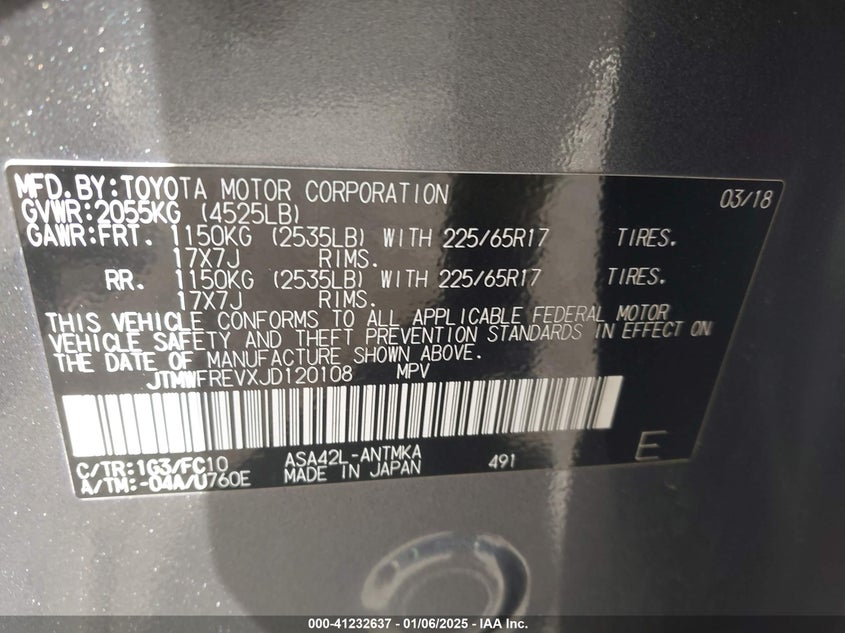 MFD.BY:TOYOTA MOTOR CORPORATION 03/18
GVWR:2055KG (4525LB)
GAWR:FRT. 1150KG (2535LB) WITH 225/65R17 TIRES.
17X7J RIMS.
RR. 1150KG (2535LB) WITH 225/65R17 TIRES.
17X7J RIMS.
THIS VEHICLE CONFORMS TO ALL APPLICABLE FEDERAL MOTOR
VEHICLE SAFETY AND THEFT PREVENTION STANDARDS IN EFFECT ON
THE DATE OF MANUFACTURE SHOWN ABOVE.
JTMWFREVXJD120108 MPV
C/TR:1G3/FC10 ASA42L-ANTMKA 491 E
A/TM:-04A/U760E MADE IN JAPAN
000-41232637 - 01/06/2025 - IAA Inc.